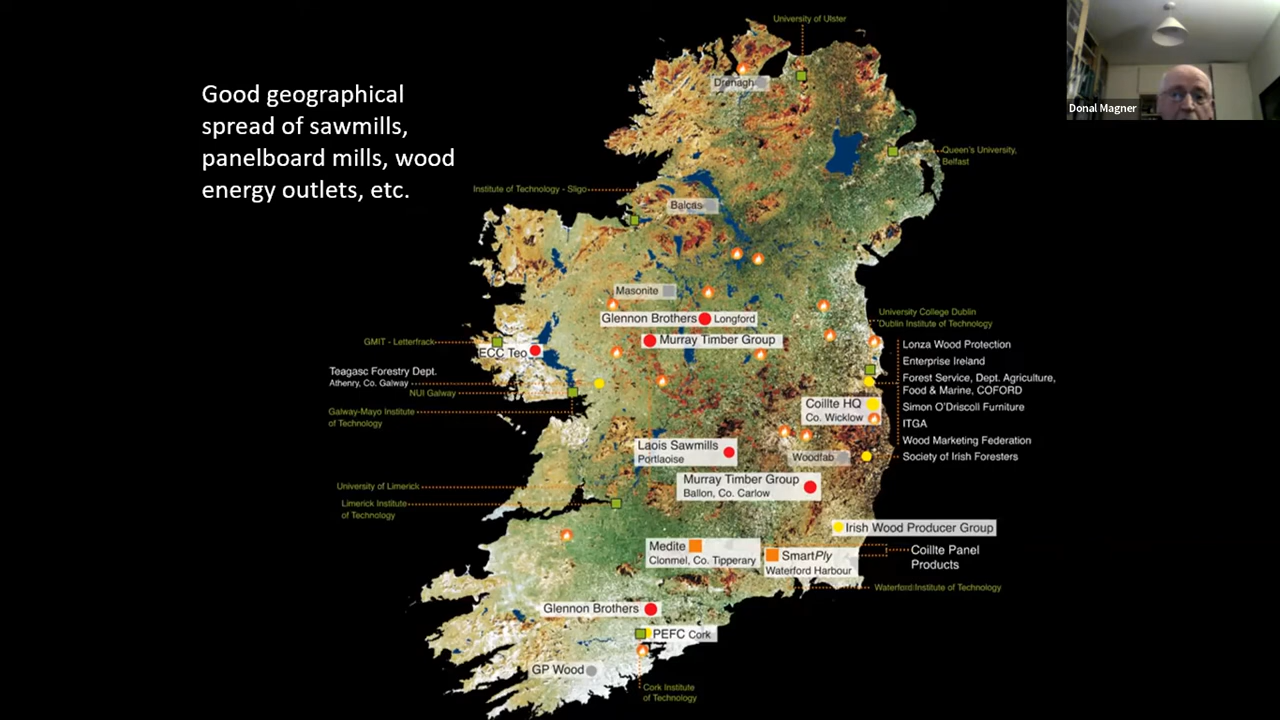 Good geographical
spread of sawmills,
panelboard mills, wood
energy outlets, etc.
Donal Magner
University of Ulster
Drenagh
Queen's University,
Belfast
Institute of Technology - Sligo
Balcas
Masonite
Glennon Brothers
Longford
Murray Timber Group
University College Dublin
Dublin Institute of Technology
GMIT - Letterfrack
ECC Teo
Lonza Wood Protection
Enterprise Ireland
Forest Service, Dept. Agriculture,
Food & Marine, COFORD
Simon O'Driscoll Furniture
ITGA
Wood Marketing Federation
Society of Irish Foresters
Teagasc Forestry Dept.
Athenry, Co. Galway
NUI Galway
Galway-Mayo Institute
of Technology
Coillte HQ
Co. Wicklow
Laois Sawmills
Portlaoise
Woodfab
Murray Timber Group
Ballon, Co. Carlow
University of Limerick
Limerick Institute
of Technology
Irish Wood Producer Group
Medite
Clonmel, Co. Tipperary
SmartPly
Waterford Harbour
Coillte Panel
Products
Waterford Institute of Technology
Glennon Brothers
PEFC Cork
GP Wood
Cork Institute
of Technology